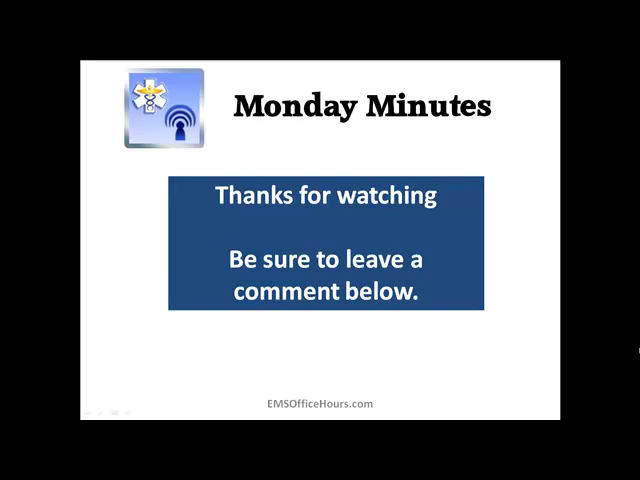 Monday Minutes
Thanks for watching
Be sure to leave a
comment below.
EMSOfficeHours.com